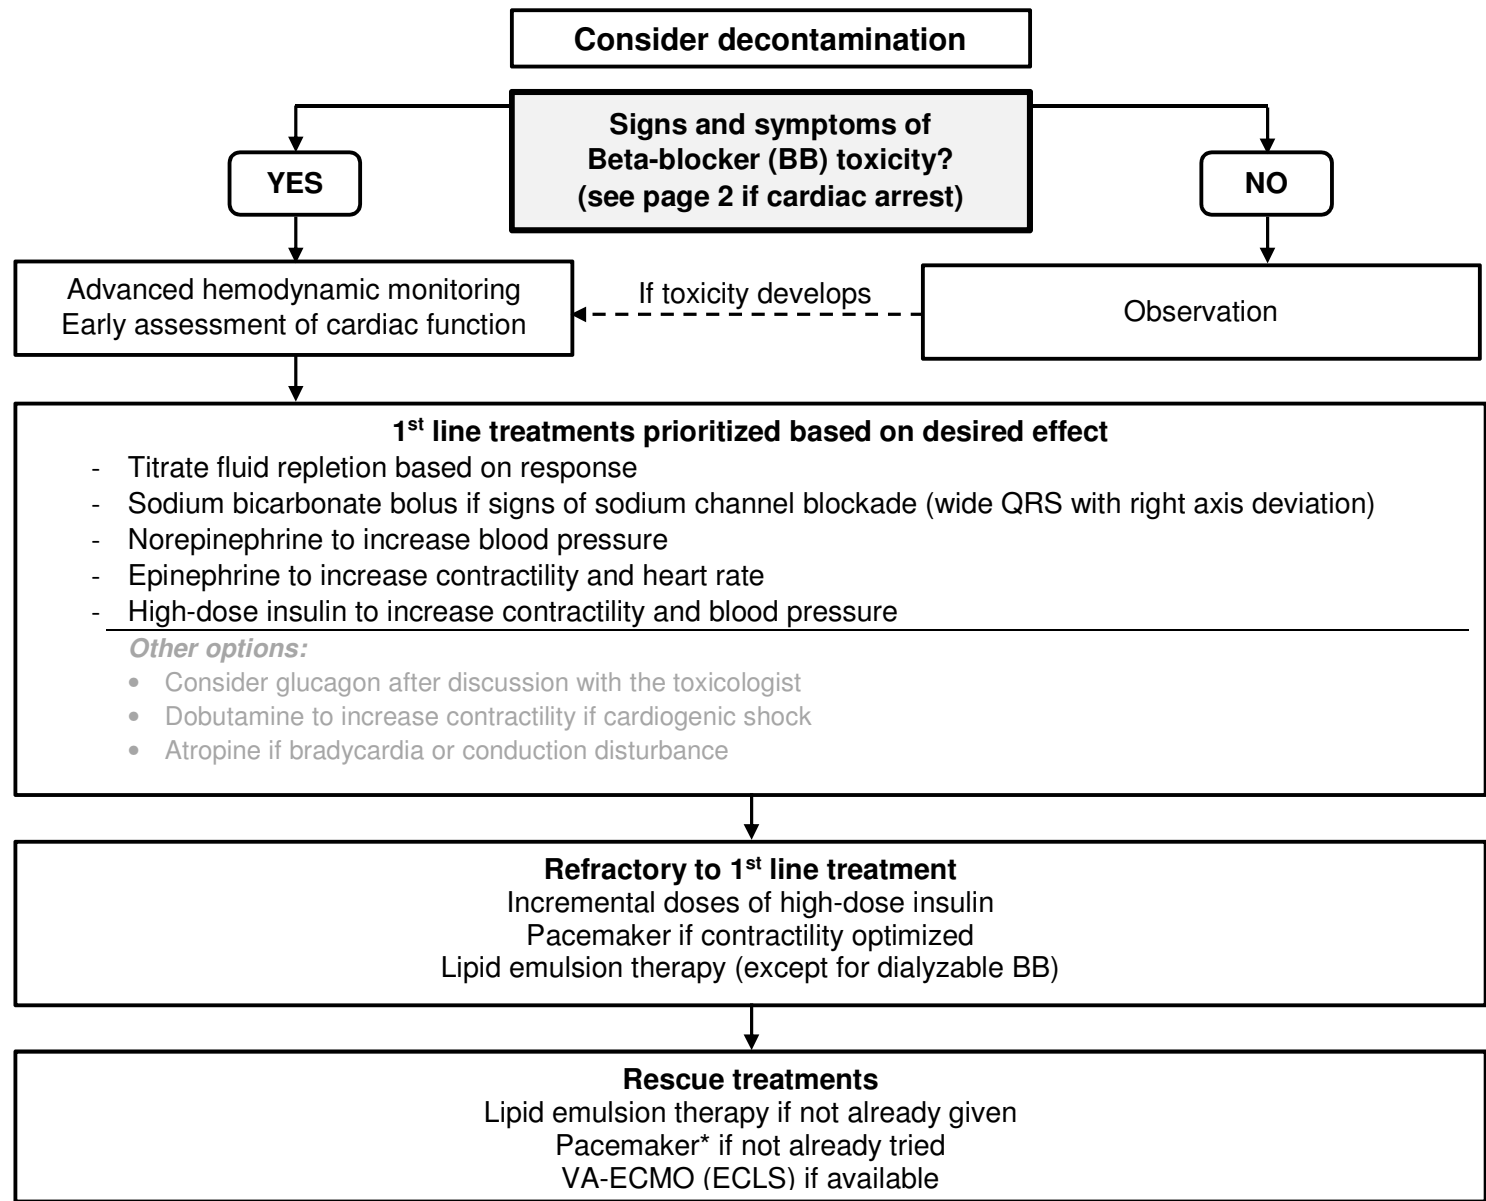 Consider decontamination
Signs and symptoms of
Beta-blocker (BB) toxicity?
(see page 2 if cardiac arrest)
YES
NO
Advanced hemodynamic monitoring
Early assessment of cardiac function
If toxicity develops
Observation
1st line treatments prioritized based on desired effect
- Titrate fluid repletion based on response
- Sodium bicarbonate bolus if signs of sodium channel blockade (wide QRS with right axis deviation)
- Norepinephrine to increase blood pressure
- Epinephrine to increase contractility and heart rate
- High-dose insulin to increase contractility and blood pressure
Other options:
• Consider glucagon after discussion with the toxicologist
• Dobutamine to increase contractility if cardiogenic shock
• Atropine if bradycardia or conduction disturbance
Refractory to 1st line treatment
Incremental doses of high-dose insulin
Pacemaker if contractility optimized
Lipid emulsion therapy (except for dialyzable BB)
Rescue treatments
Lipid emulsion therapy if not already given
Pacemaker* if not already tried
VA-ECMO (ECLS) if available